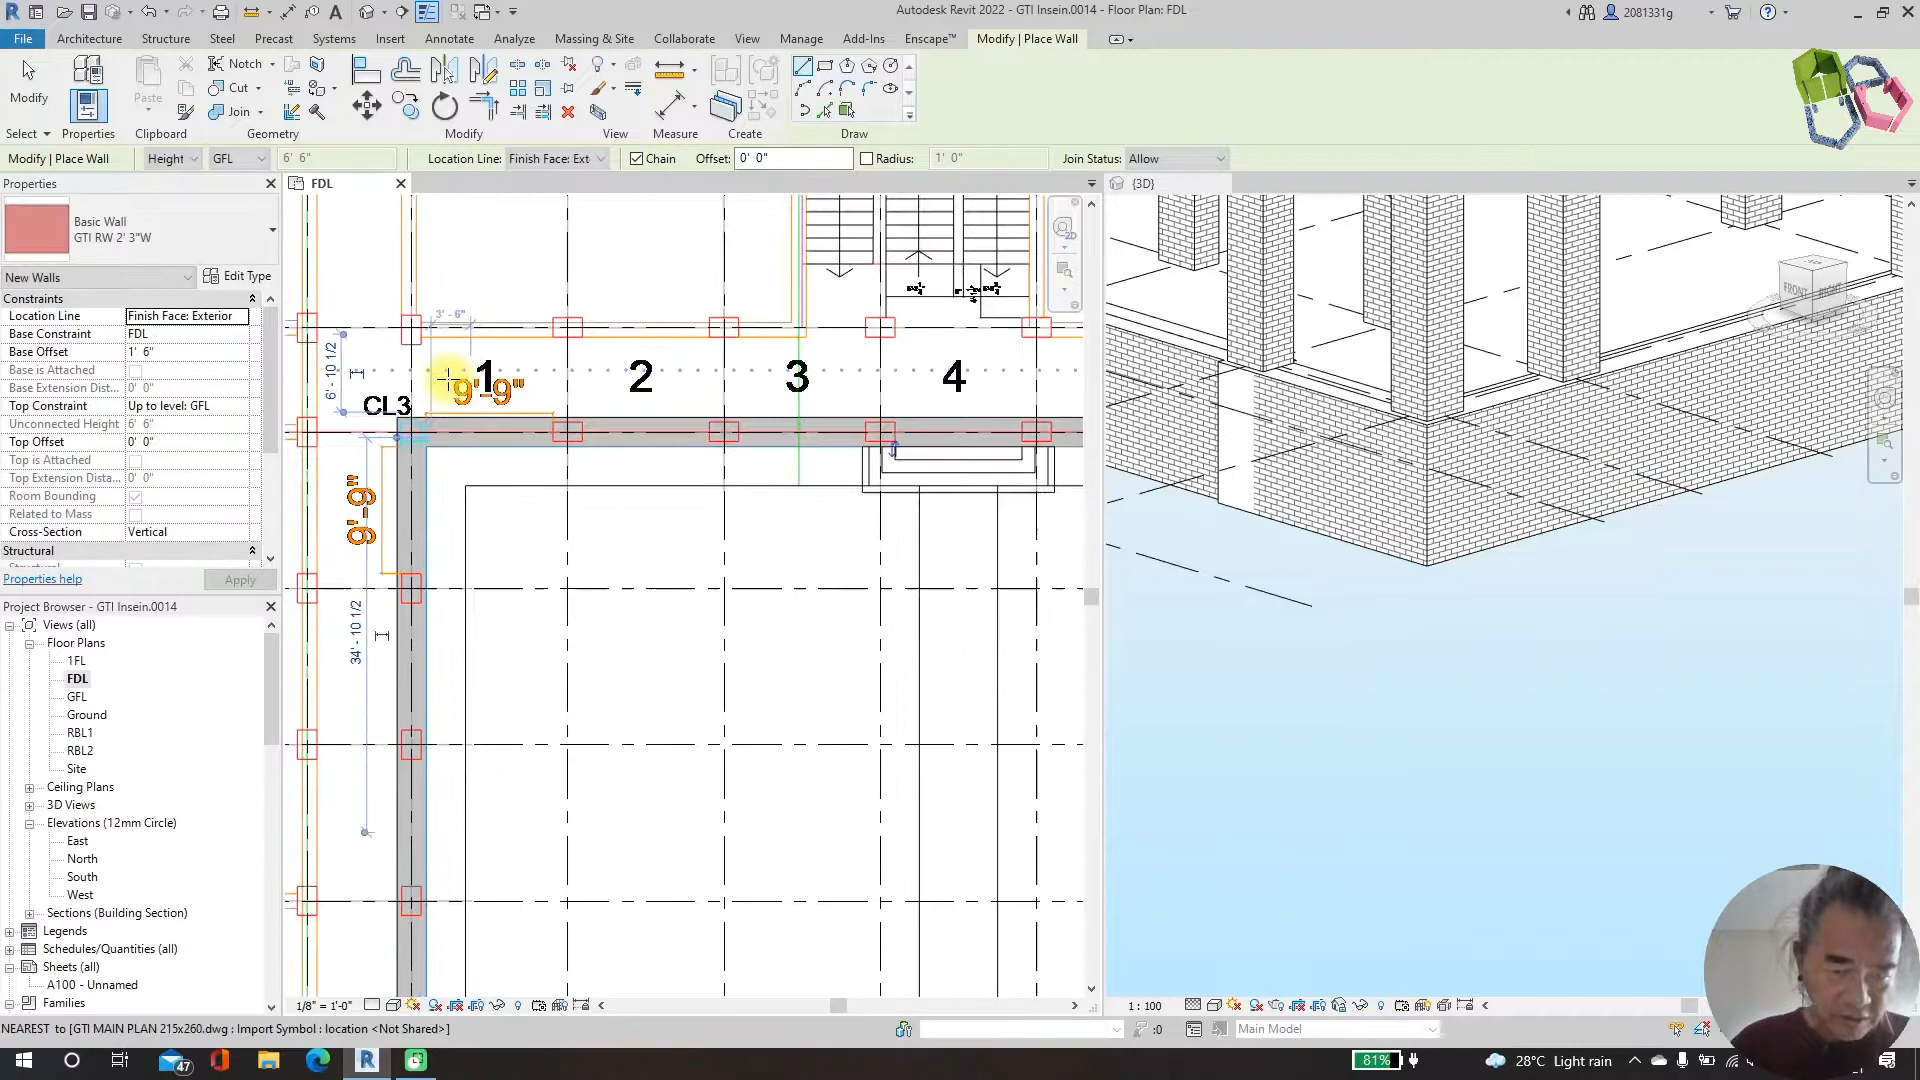 Autodesk Revit 2022 - GTI Insein.0014 - Floor Plan: FDL
2081331g
File Architecture Structure Steel Precast Systems Insert Annotate Analyze Massing & Site Collaborate View Manage Add-Ins Enscape™ Modify | Place Wall
Modify
Paste
Notch
Cut
Join
Select Properties Clipboard Geometry Modify View Measure Create Draw
Modify | Place Wall Height GFL 6' 6" Location Line: Finish Face: Ext Chain Offset: 0' 0" Radius: 1' 0" Join Status: Allow
Properties
FDL
{3D}
Basic Wall
GTI RW 2' 3"W
New Walls Edit Type
Constraints
Location Line Finish Face: Exterior
Base Constraint FDL
Base Offset 1' 6"
Base is Attached
Base Extension Dist... 0' 0"
Top Constraint Up to level: GFL
Unconnected Height 6' 6"
Top Offset 0' 0"
Top is Attached
Top Extension Dist... 0' 0"
Room Bounding
Related to Mass
Cross-Section Vertical
Structural
Properties help Apply
Project Browser - GTI Insein.0014
Views (all)
Floor Plans
1FL
FDL
GFL
Ground
RBL1
RBL2
Site
Ceiling Plans
3D Views
Elevations (12mm Circle)
East
North
South
West
Sections (Building Section)
Legends
Schedules/Quantities (all)
Sheets (all)
A100 - Unnamed
Families
3' - 6"
6' - 10 1/2
1 2 3 4
9'-9"
CL3
9'-9"
34' - 10 1/2
2D
FRONT RIGHT
1/8" = 1'-0"
1 : 100
NEAREST to [GTI MAIN PLAN 215x260.dwg : Import Symbol : location <Not Shared>]
:0
Main Model
47
81%
28°C Light rain